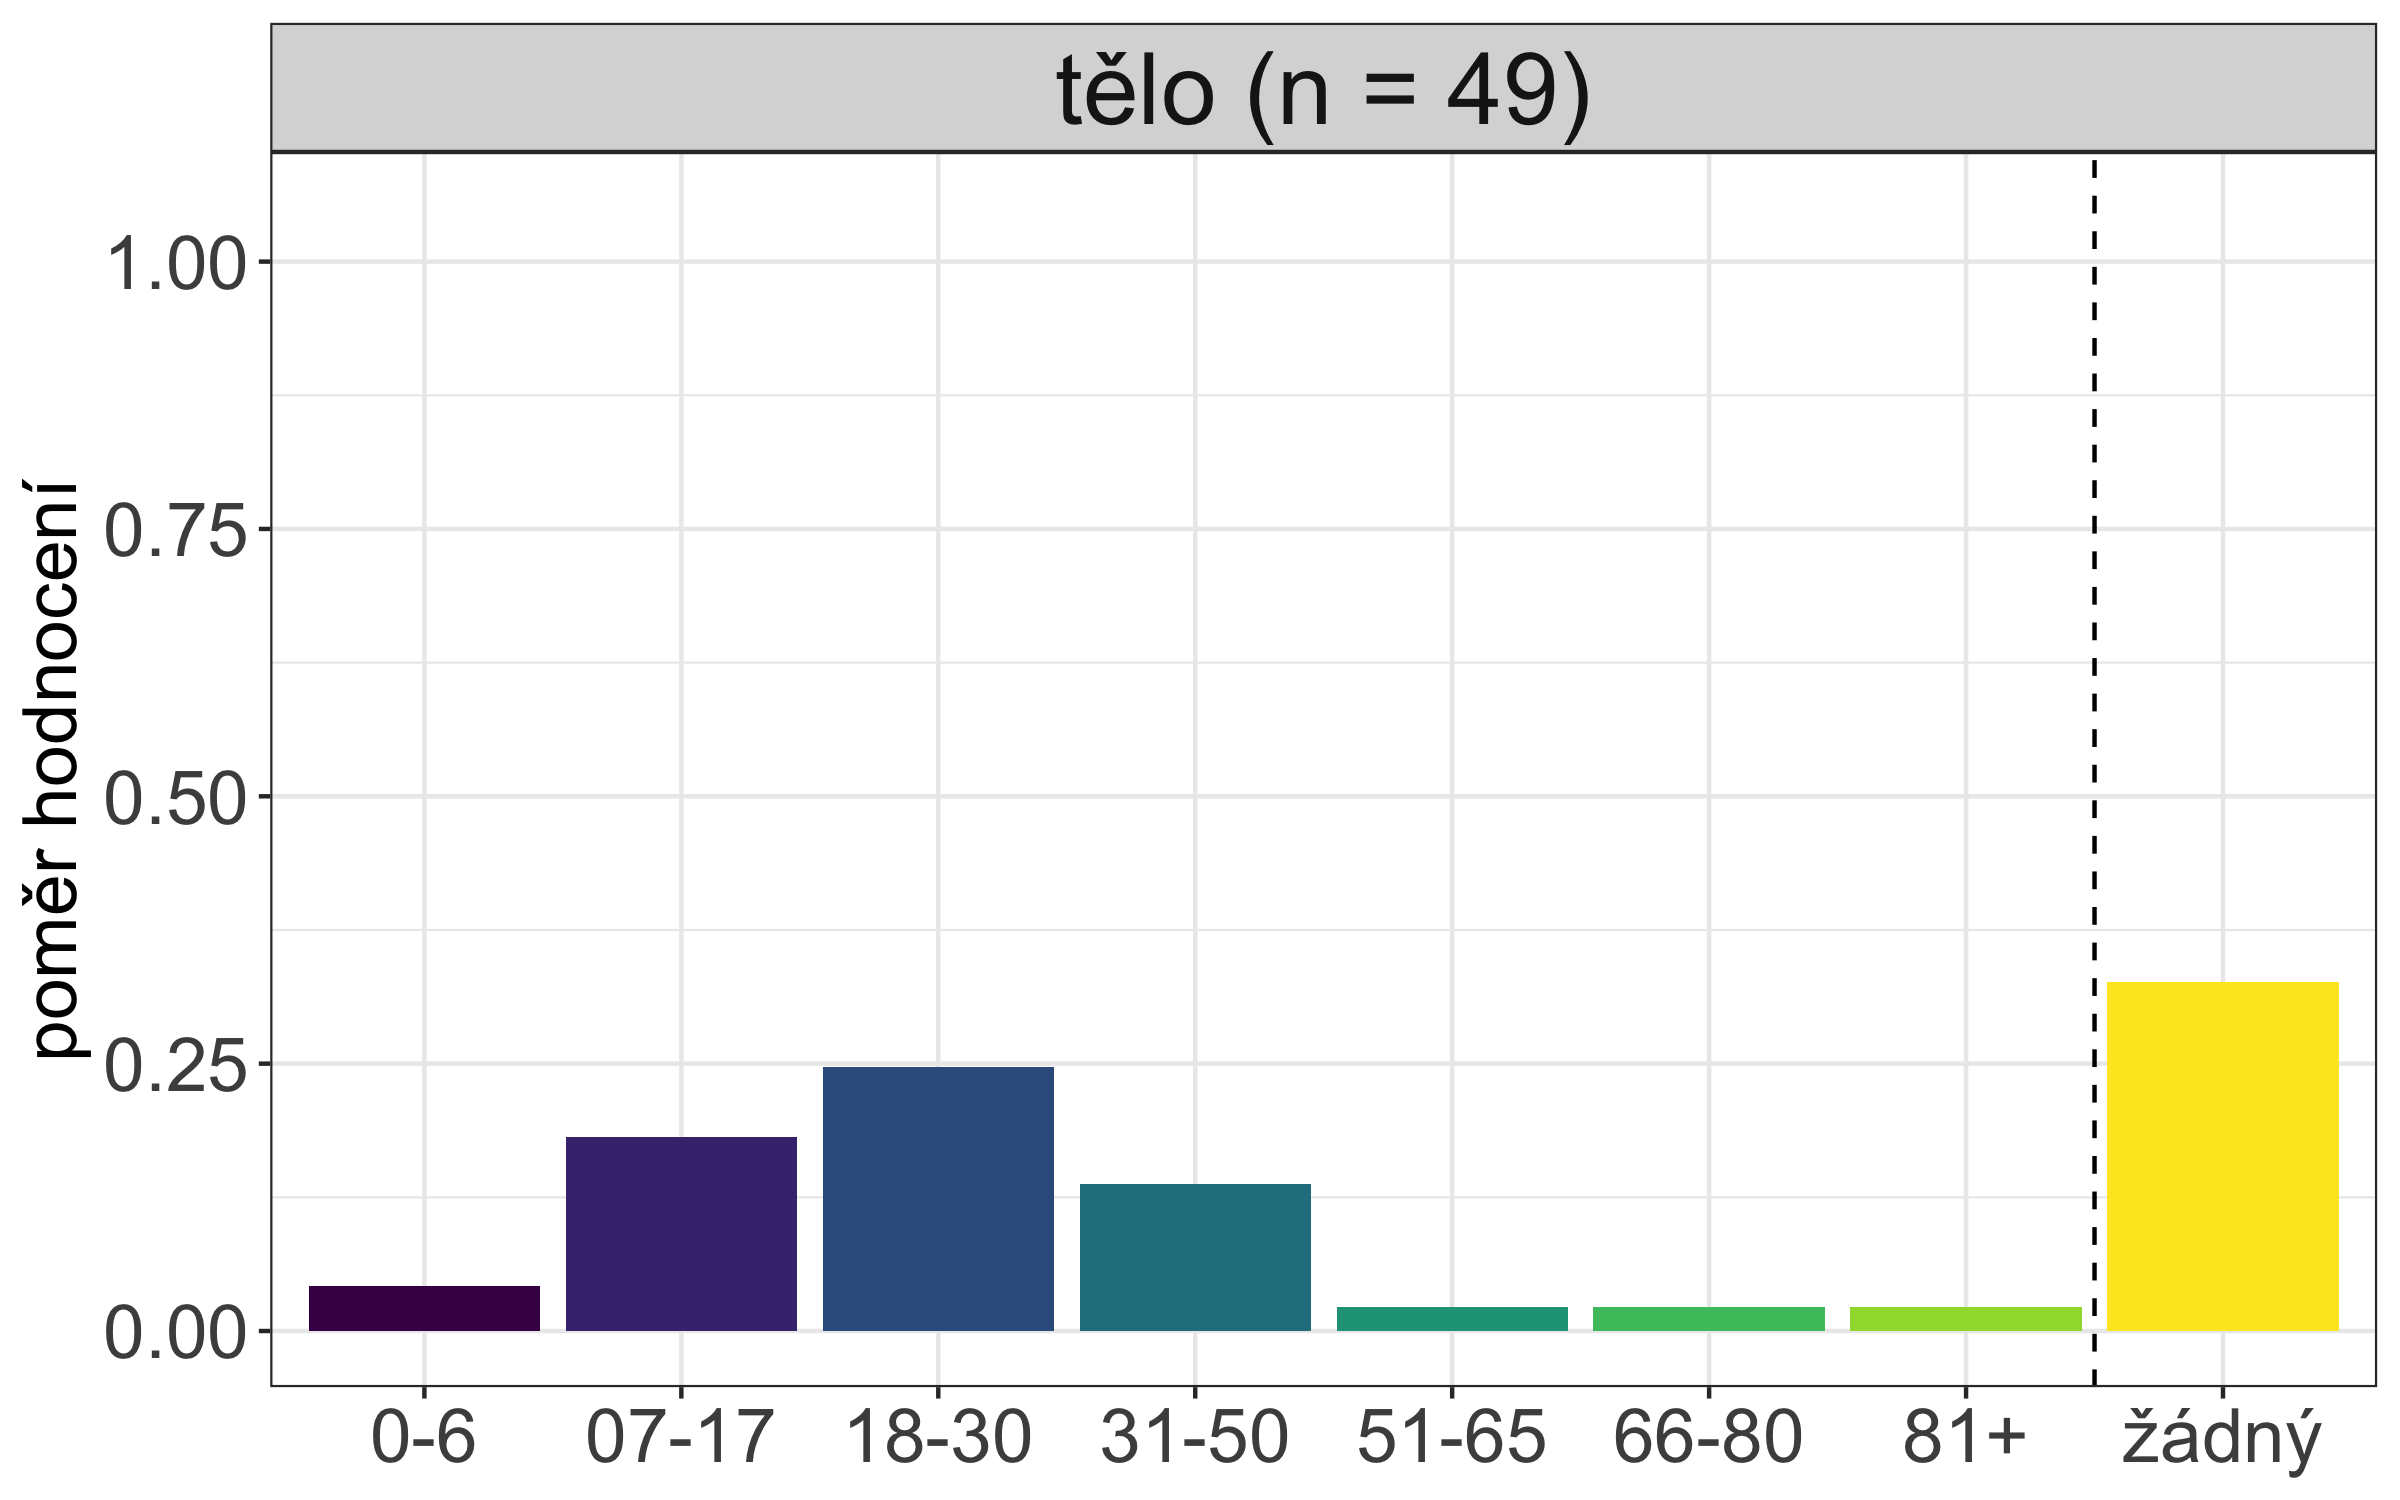 tělo (n = 49)
poměr hodnocení
1.00
0.75
0.50
0.25
0.00
0-6 07-17 18-30 31-50 51-65 66-80 81+ žádný